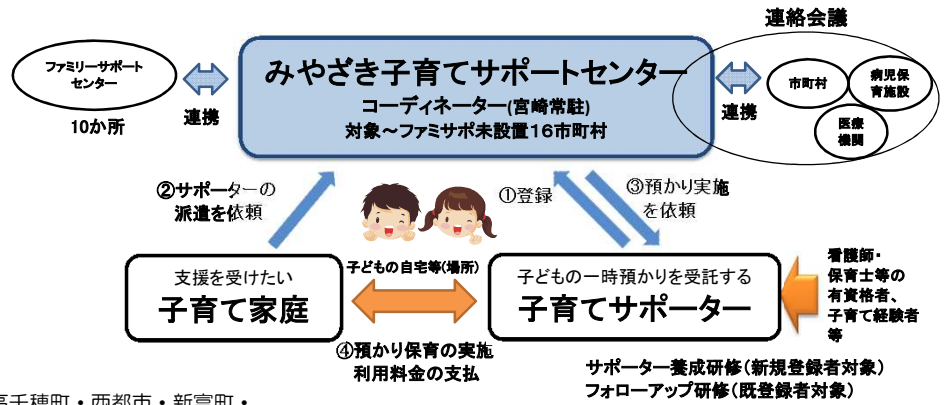 連絡会議
ファミリーサポート
センター
10か所
連携
みやざき子育てサポートセンター
コーディネーター(宮崎常駐)
対象～ファミサポ未設置16市町村
連携
市町村
病児保
育施設
医療
機関
②サポーターの
派遣を依頼
①登録
③預かり実施
を依頼
支援を受けたい
子育て家庭
子どもの自宅等(場所)
④預かり保育の実施
利用料金の支払
子どもの一時預かりを受託する
子育てサポーター
看護師・
保育士等の
有資格者、
子育て経験者
等
サポーター養成研修(新規登録者対象)
フォローアップ研修(既登録者対象)
高千穂町・西都市・新富町・